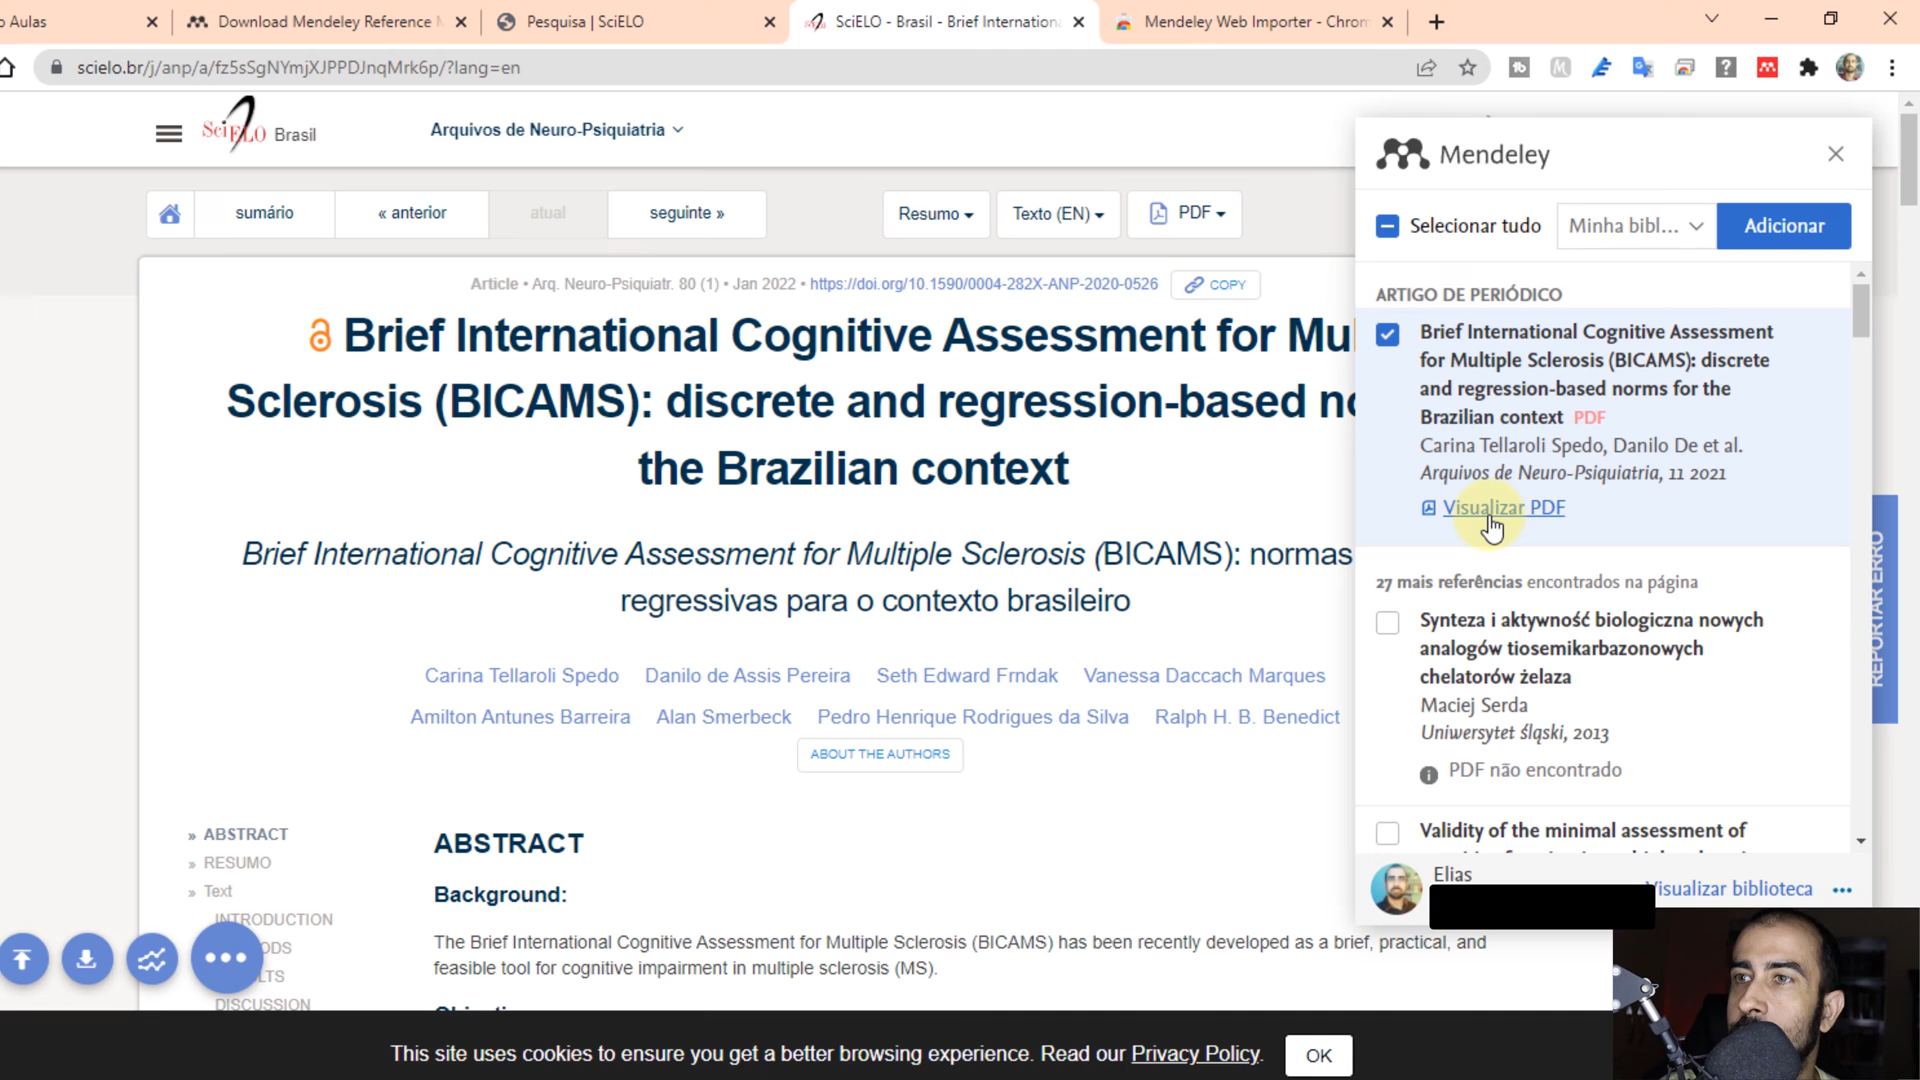 o Aulas
Download Mendeley Reference M
Pesquisa | SciELO
SciELO - Brasil - Brief Internationa
Mendeley Web Importer - Chrom
scielo.br/j/anp/a/fz5sSgNYmjXJPPDJnqMrk6p/?lang=en
SciELO Brasil
Arquivos de Neuro-Psiquiatria
sumário
« anterior
atual
seguinte »
Resumo
Texto (EN)
PDF
Article • Arq. Neuro-Psiquiatr. 80 (1) • Jan 2022 • https://doi.org/10.1590/0004-282X-ANP-2020-0526
COPY
Brief International Cognitive Assessment for Mu
Sclerosis (BICAMS): discrete and regression-based no
the Brazilian context
Brief International Cognitive Assessment for Multiple Sclerosis (BICAMS): normas
regressivas para o contexto brasileiro
Carina Tellaroli Spedo Danilo de Assis Pereira Seth Edward Frndak Vanessa Daccach Marques
Amilton Antunes Barreira Alan Smerbeck Pedro Henrique Rodrigues da Silva Ralph H. B. Benedict
ABOUT THE AUTHORS
» ABSTRACT
» RESUMO
» Text
INTRODUCTION
ODS
LTS
DISCUSSION
ABSTRACT
Background:
The Brief International Cognitive Assessment for Multiple Sclerosis (BICAMS) has been recently developed as a brief, practical, and
feasible tool for cognitive impairment in multiple sclerosis (MS).
Mendeley
Selecionar tudo
Minha bibl...
Adicionar
ARTIGO DE PERIÓDICO
Brief International Cognitive Assessment
for Multiple Sclerosis (BICAMS): discrete
and regression-based norms for the
Brazilian context PDF
Carina Tellaroli Spedo, Danilo De et al.
Arquivos de Neuro-Psiquiatria, 11 2021
Visualizar PDF
27 mais referências encontrados na página
Synteza i aktywność biologiczna nowych
analogów tiosemikarbazonowych
chelatorów żelaza
Maciej Serda
Uniwersytet śląski, 2013
PDF não encontrado
Validity of the minimal assessment of
Elias
Visualizar biblioteca
REPORTAR ERRO
This site uses cookies to ensure you get a better browsing experience. Read our Privacy Policy.
OK